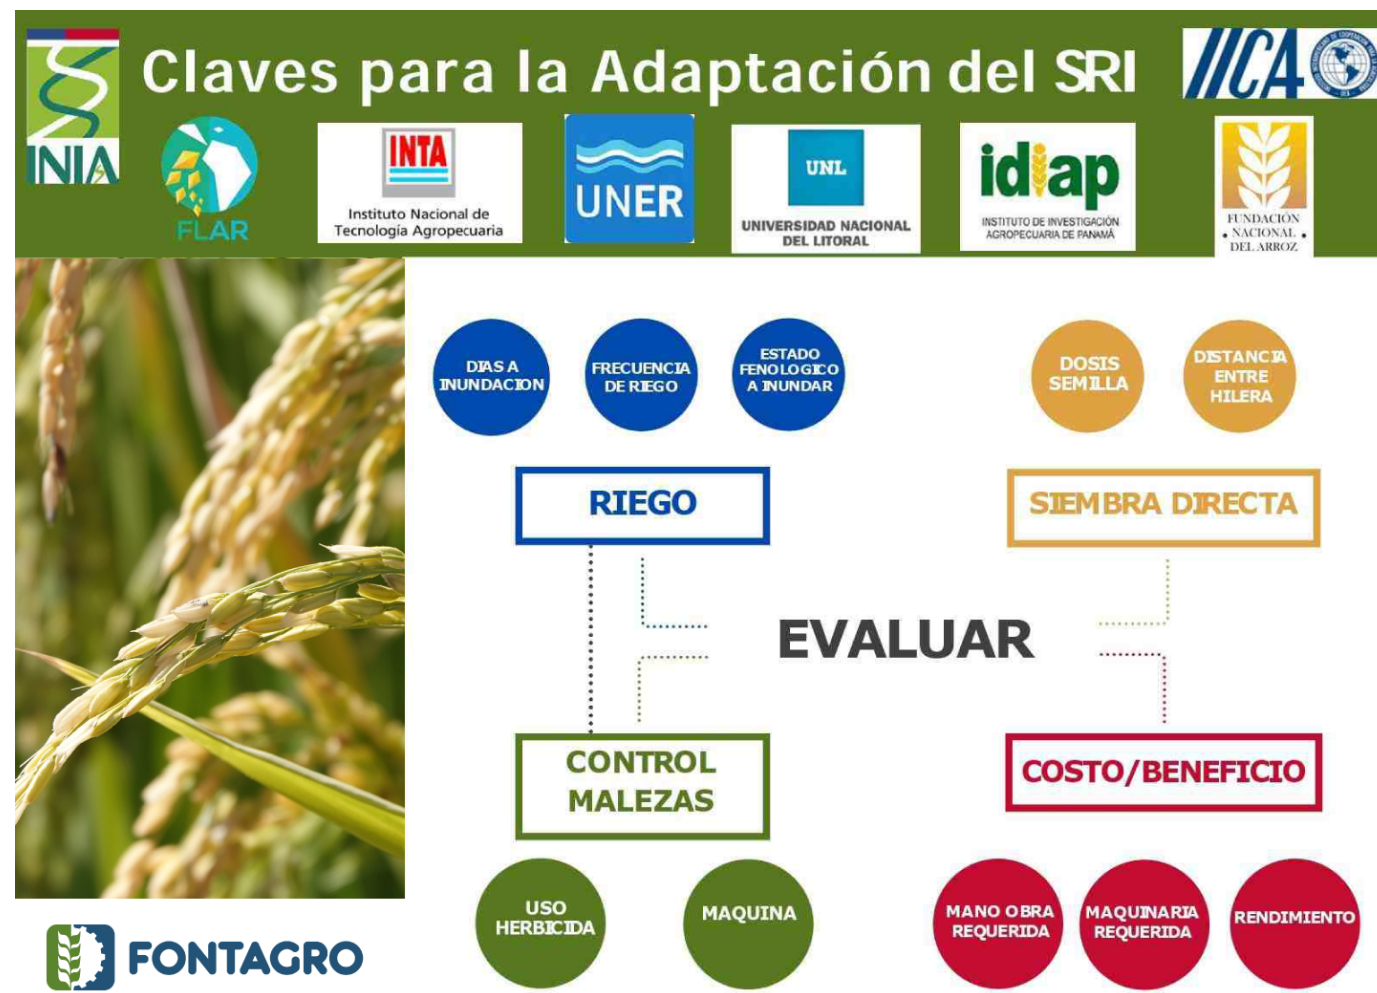 Claves para la Adaptación del SRI
IICA
INIA
FLAR
INTA
Instituto Nacional de
Tecnología Agropecuaria
UNER
UNL
UNIVERSIDAD NACIONAL
DEL LITORAL
idiap
INSTITUTO DE INVESTIGACIÓN
AGROPECUARIA DE PANAMÁ
FUNDACIÓN
• NACIONAL •
DEL ARROZ
DIAS A
INUNDACION
FRECUENCIA
DE RIEGO
ESTADO
FENOLOGICO
A INUNDAR
DOSIS
SEMILLA
DISTANCIA
ENTRE
HILERA
RIEGO
SIEMBRA DIRECTA
EVALUAR
CONTROL
MALEZAS
COSTO/BENEFICIO
USO
HERBICIDA
MAQUINA
MANO OBRA
REQUERIDA
MAQUINARIA
REQUERIDA
RENDIMIENTO
FONTAGRO